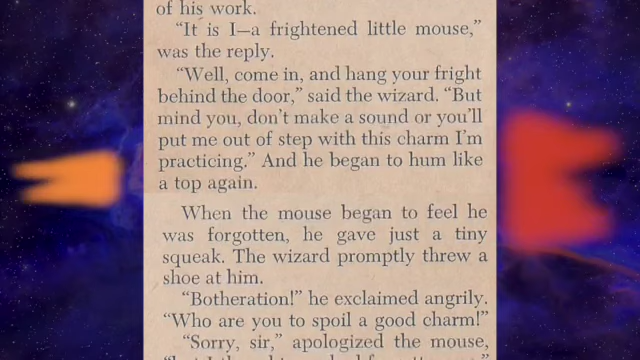 of his work.
"It is I—a frightened little mouse,"
was the reply.
"Well, come in, and hang your fright
behind the door," said the wizard. "But
mind you, don't make a sound or you'll
put me out of step with this charm I'm
practicing." And he began to hum like
a top again.
When the mouse began to feel he
was forgotten, he gave just a tiny
squeak. The wizard promptly threw a
shoe at him.
"Botheration!" he exclaimed angrily.
"Who are you to spoil a good charm!"
"Sorry, sir," apologized the mouse,